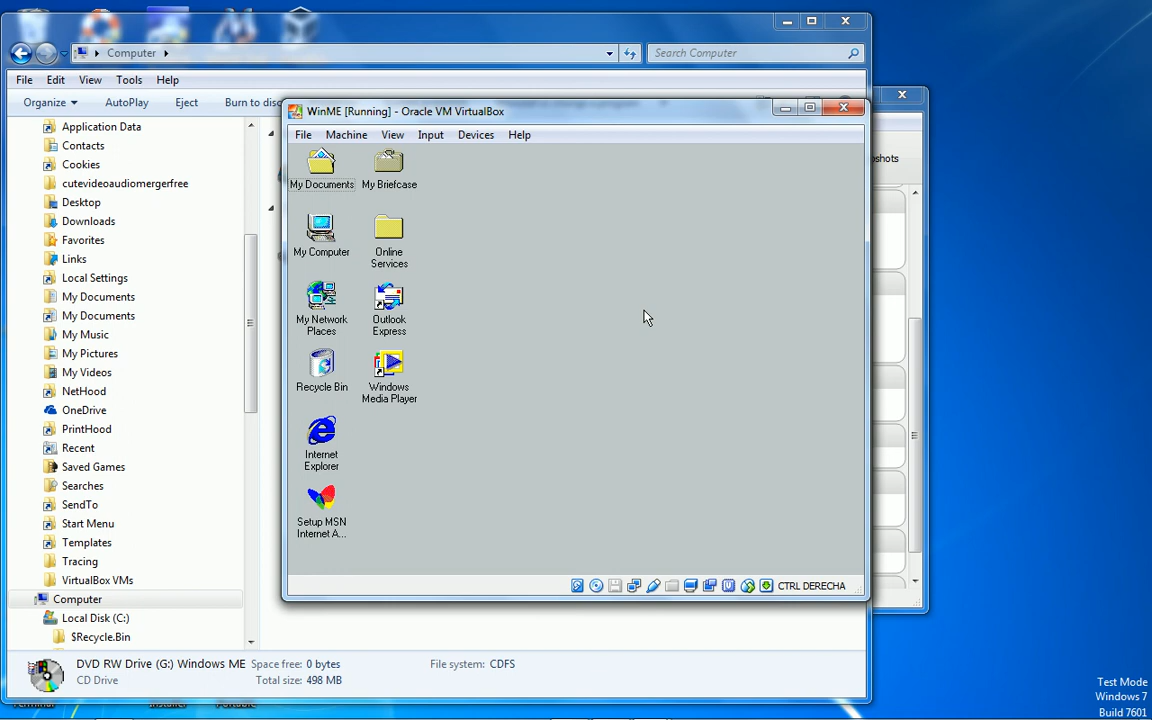 Computer
Search Computer
File Edit View Tools Help
Organize AutoPlay Eject Burn to disc
WinME [Running] - Oracle VM VirtualBox
File Machine View Input Devices Help
Application Data
Contacts
Cookies
cutevideoaudiomergerfree
Desktop
Downloads
Favorites
Links
Local Settings
My Documents
My Documents
My Music
My Pictures
My Videos
NetHood
OneDrive
PrintHood
Recent
Saved Games
Searches
SendTo
Start Menu
Templates
Tracing
VirtualBox VMs
Computer
Local Disk (C:)
$Recycle.Bin
My Documents My Briefcase
My Computer Online
Services
My Network
Places
Outlook
Express
Recycle Bin Windows
Media Player
Internet
Explorer
Setup MSN
Internet A...
CTRL DERECHA
pshots
DVD RW Drive (G:) Windows ME Space free: 0 bytes File system: CDFS
CD Drive Total size: 498 MB
Test Mode
Windows 7
Build 7601